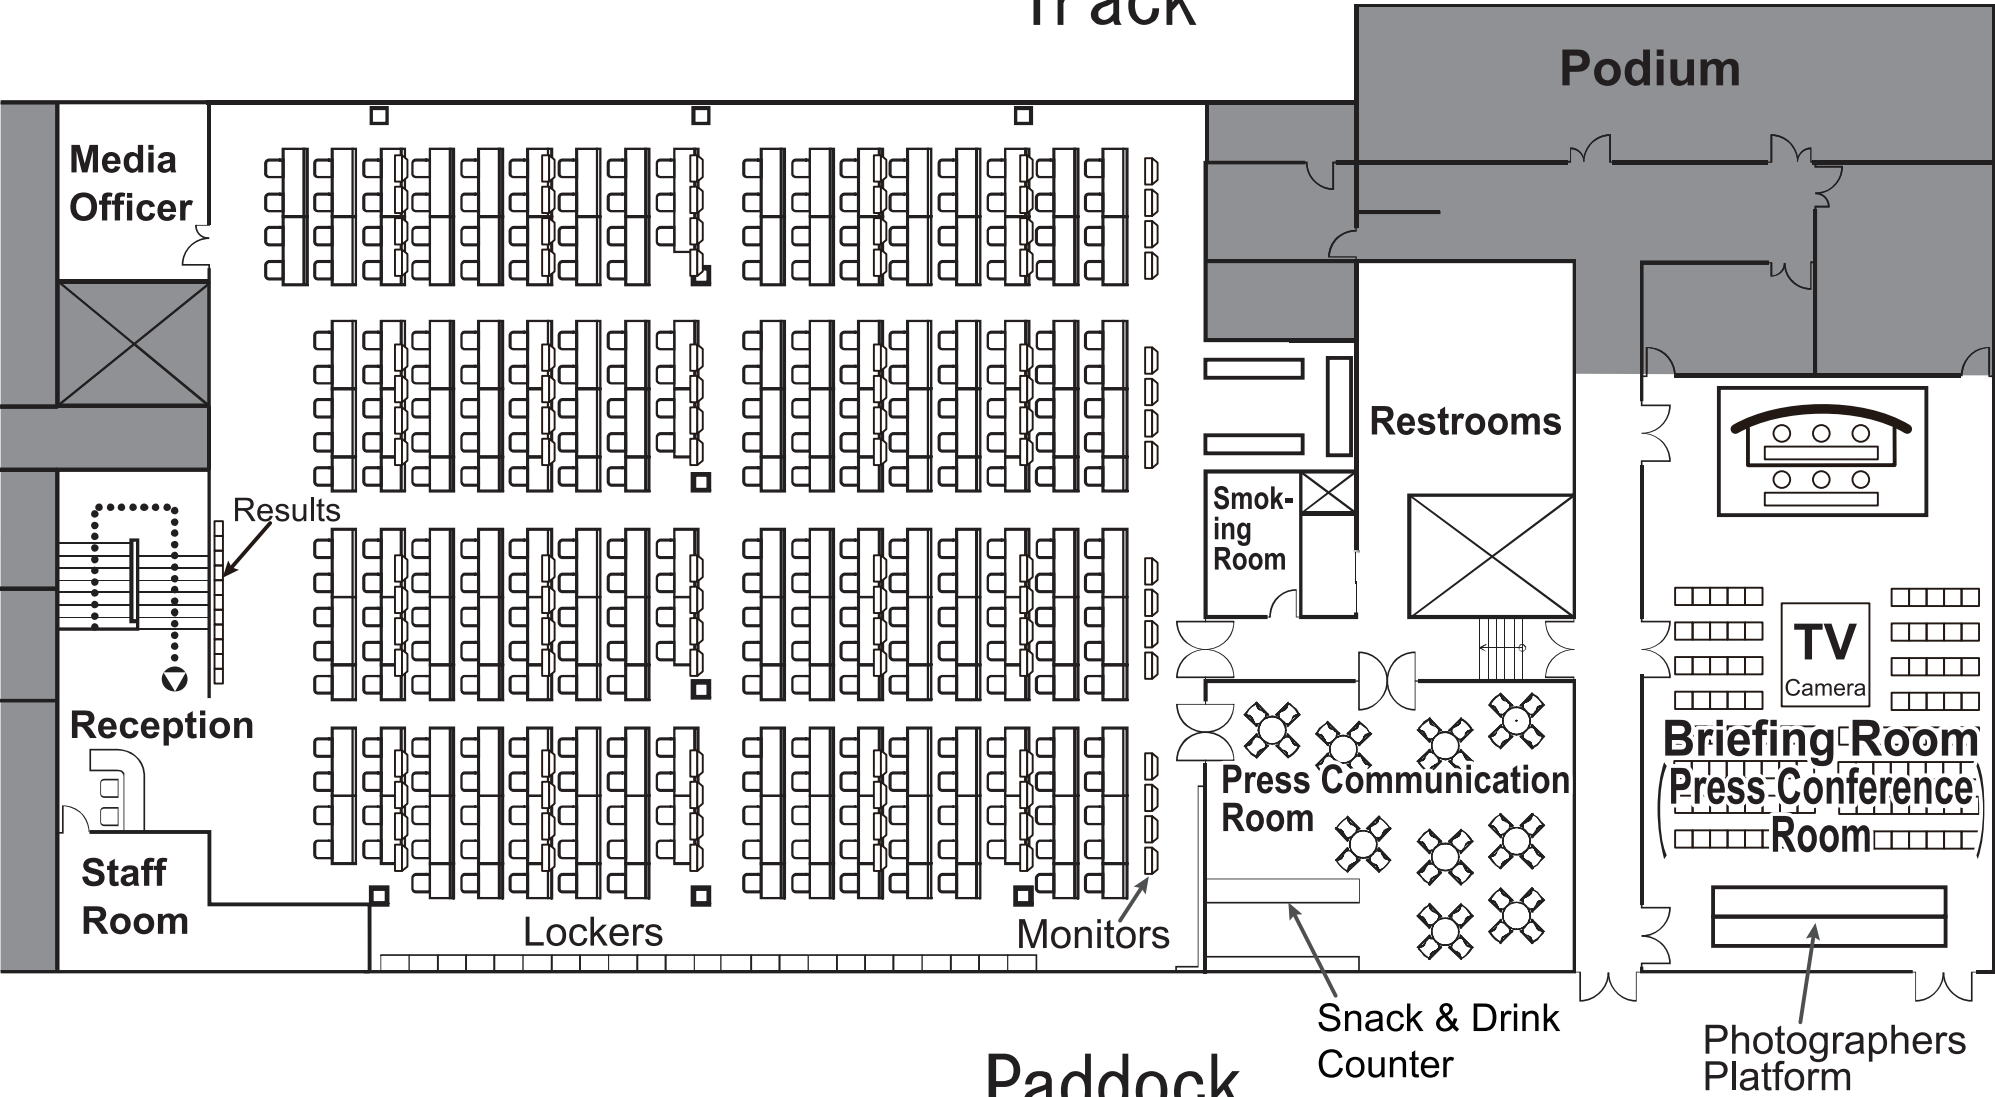 Track
Podium
Media
Officer
Restrooms
Smok-
ing
Room
Results
TV
Camera
Reception
Briefing Room
Press Communication
Room
(Press Conference
Room)
Staff
Room
Lockers
Monitors
Snack & Drink
Counter
Photographers
Platform
Paddock